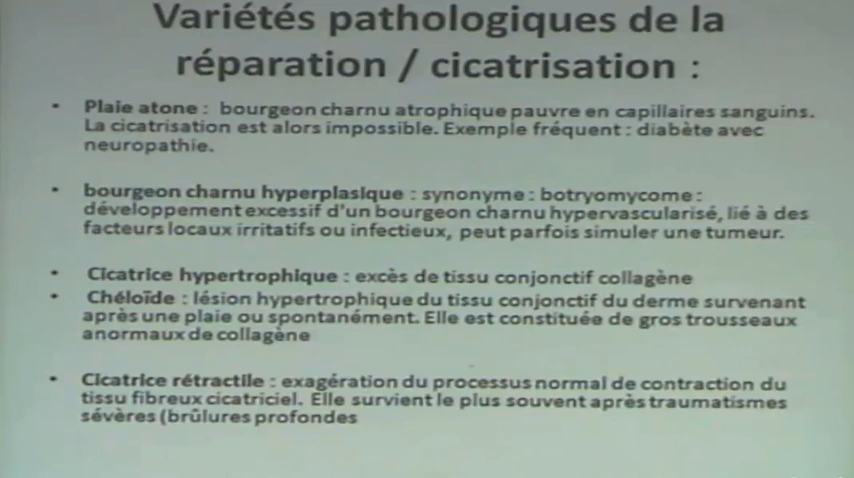 Variétés pathologiques de la
réparation / cicatrisation :
• Plaie atone : bourgeon charnu atrophique pauvre en capillaires sanguins.
La cicatrisation est alors impossible. Exemple fréquent : diabète avec
neuropathie.
• bourgeon charnu hyperplasique : synonyme : botryomycome :
développement excessif d'un bourgeon charnu hypervascularisé, lié à des
facteurs locaux irritatifs ou infectieux, peut parfois simuler une tumeur.
• Cicatrice hypertrophique : excès de tissu conjonctif collagène
• Chéloïde : lésion hypertrophique du tissu conjonctif du derme survenant
après une plaie ou spontanément. Elle est constituée de gros trousseaux
anormaux de collagène
• Cicatrice rétractile : exagération du processus normal de contraction du
tissu fibreux cicatriciel. Elle survient le plus souvent après traumatismes
sévères (brûlures profondes